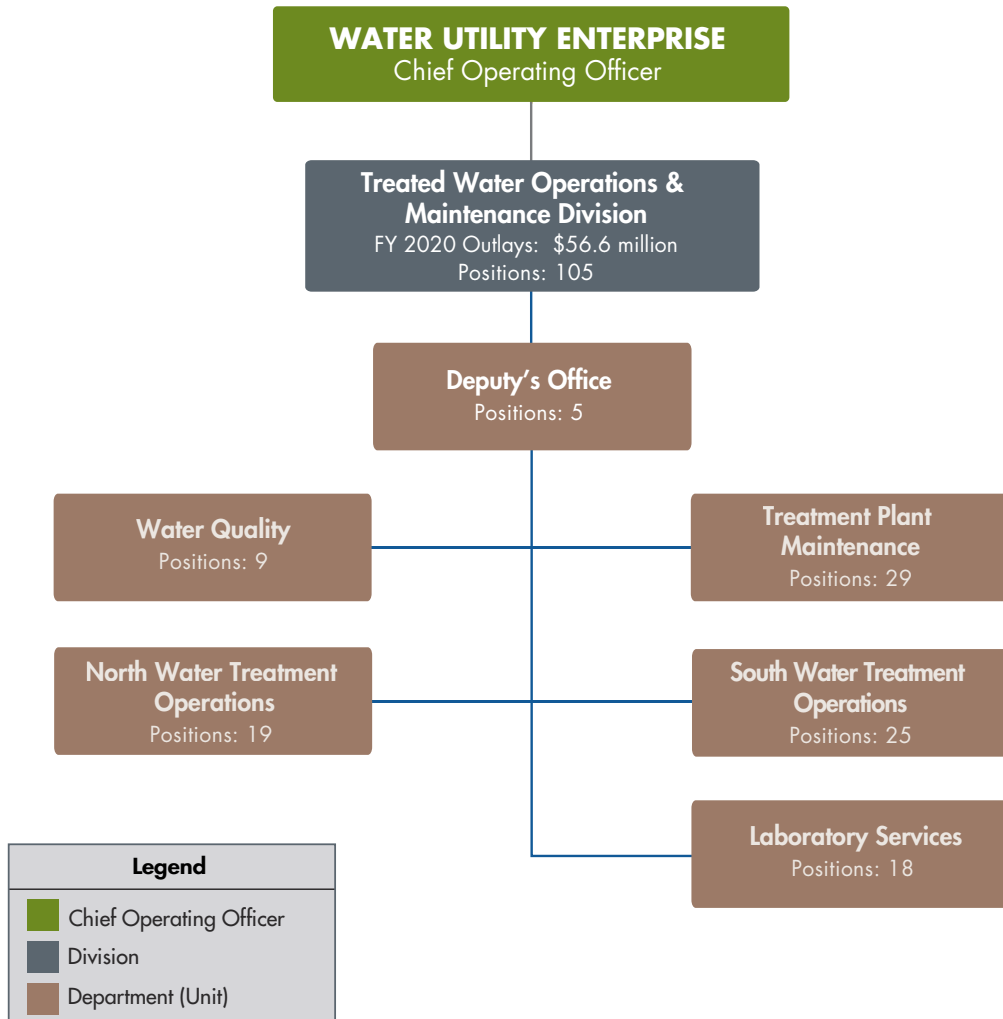 WATER UTILITY ENTERPRISE
Chief Operating Officer
Treated Water Operations &
Maintenance Division
FY 2020 Outlays: $56.6 million
Positions: 105
Deputy’s Office
Positions: 5
Water Quality
Positions: 9
Treatment Plant
Maintenance
Positions: 29
North Water Treatment
Operations
Positions: 19
South Water Treatment
Operations
Positions: 25
Laboratory Services
Positions: 18
Legend
Chief Operating Officer
Division
Department (Unit)